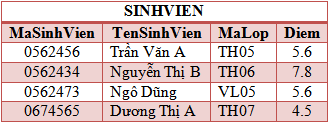 SINHVIEN
MaSinhVien TenSinhVien MaLop Diem
0562456 Trần Văn A TH05 5.6
0562434 Nguyễn Thị B TH06 7.8
0562473 Ngô Dũng VL05 5.6
0674565 Dương Thị A TH07 4.5